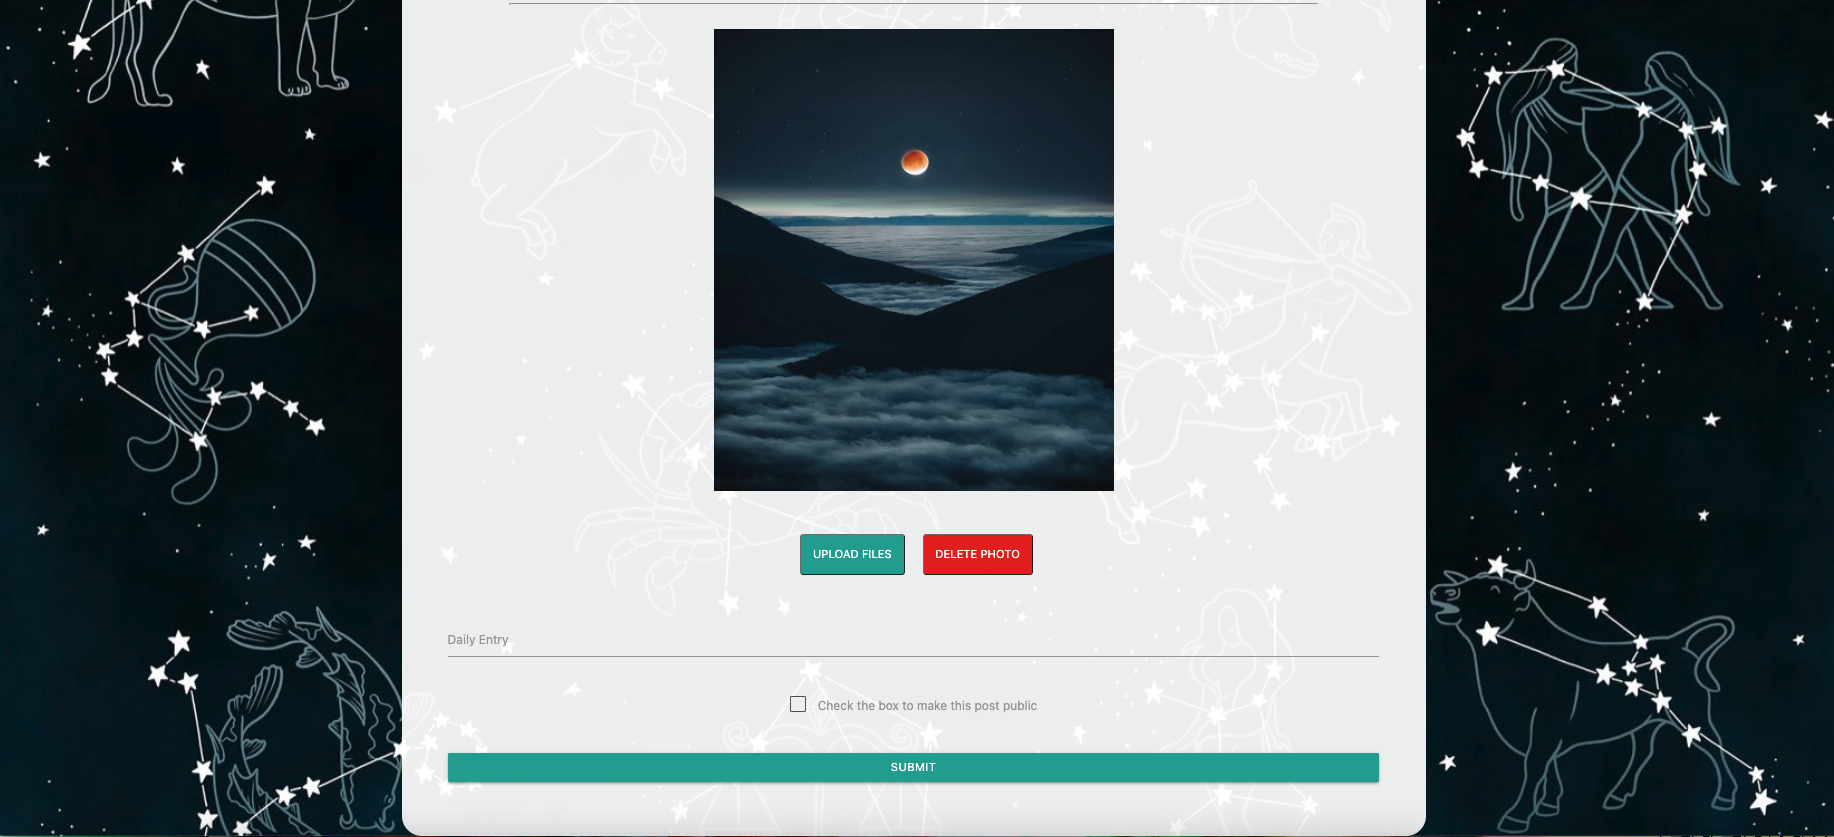 UPLOAD FILES
DELETE PHOTO
Daily Entry
Check the box to make this post public
SUBMIT